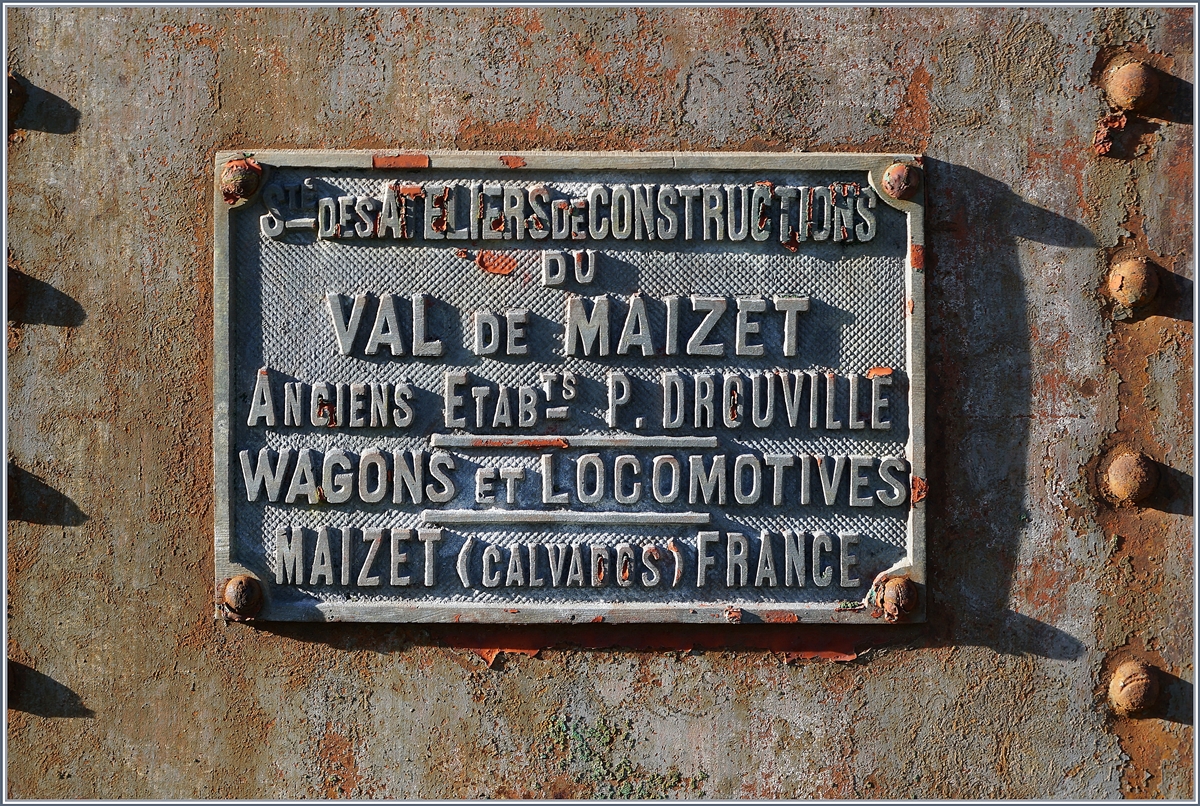 STÉ DES ATELIERS DE CONSTRUCTIONS
DU
VAL DE MAIZET
ANCIENS ETABTS P. DROUVILLE
WAGONS ET LOCOMOTIVES
MAIZET (CALVADOS) FRANCE